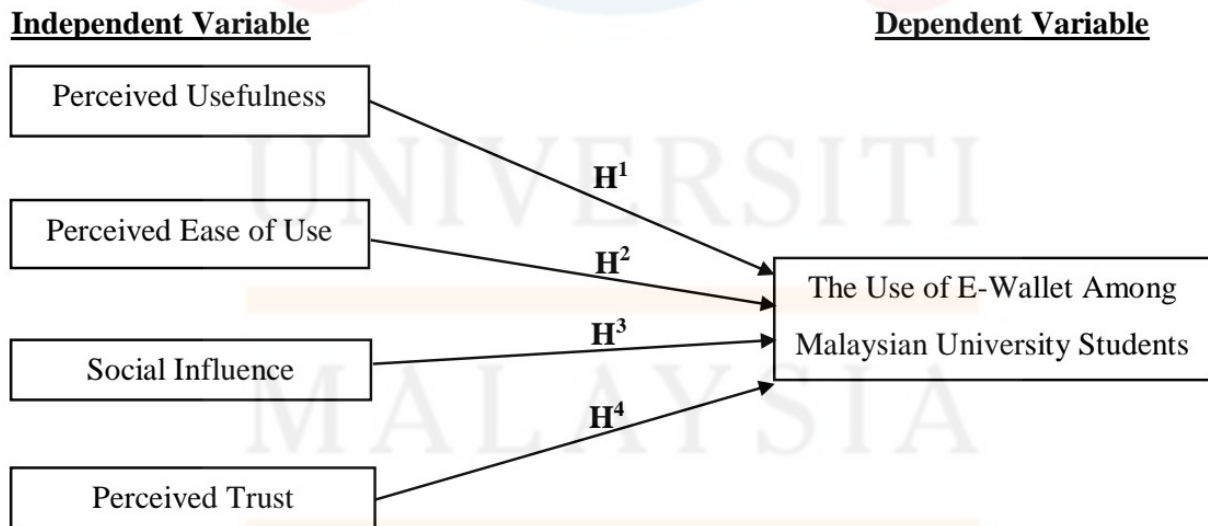 Independent Variable
Dependent Variable
Perceived Usefulness
UNIVERSITI
H¹
Perceived Ease of Use
H²
The Use of E-Wallet Among
Malaysian University Students
H³
Social Influence
MALAYSIA
H⁴
Perceived Trust